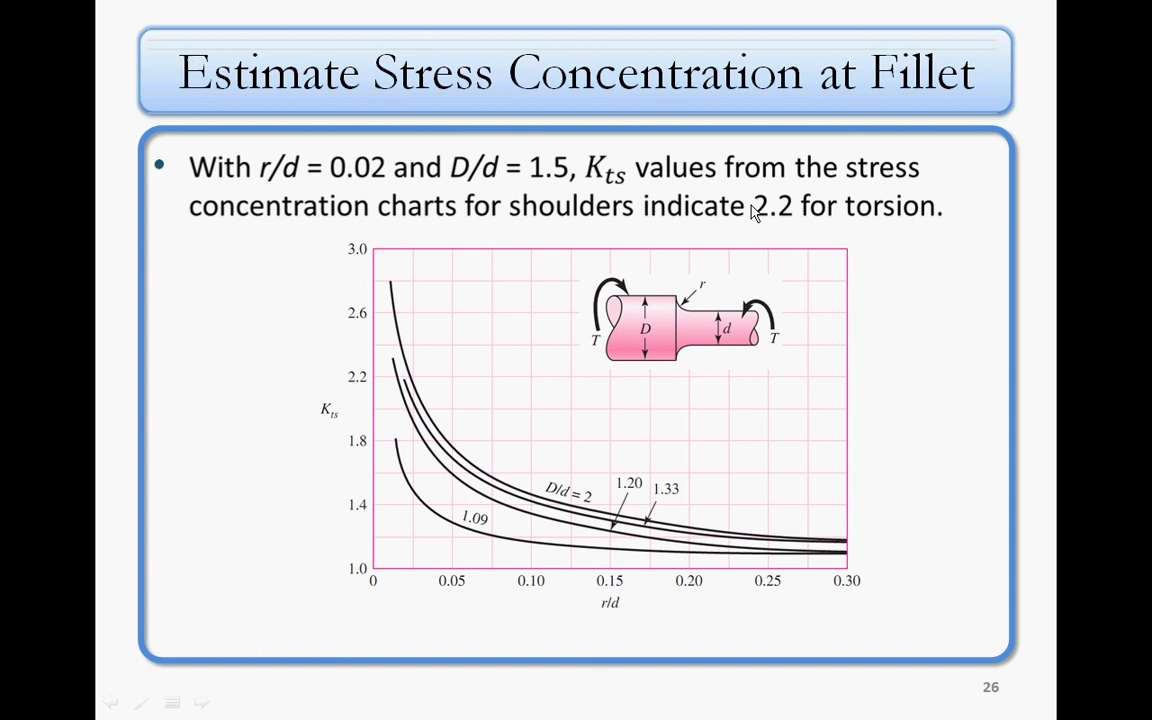 Estimate Stress Concentration at Fillet
• With r/d = 0.02 and D/d = 1.5, Kts values from the stress
concentration charts for shoulders indicate 2.2 for torsion.
3.0
2.6
2.2
Kts
1.8
1.4
1.0
r
D
d
T
T
D/d = 2
1.20
1.33
1.09
0
0.05
0.10
0.15
0.20
0.25
0.30
r/d
26